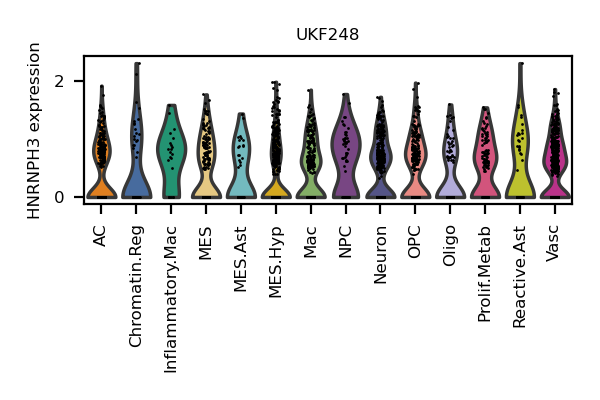 UKF248
HNRNPH3 expression
2
0
AC
Chromatin.Reg
Inflammatory.Mac
MES
MES.Ast
MES.Hyp
Mac
NPC
Neuron
OPC
Oligo
Prolif.Metab
Reactive.Ast
Vasc